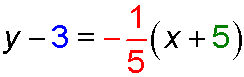 y − 3 = −1/5(x + 5)